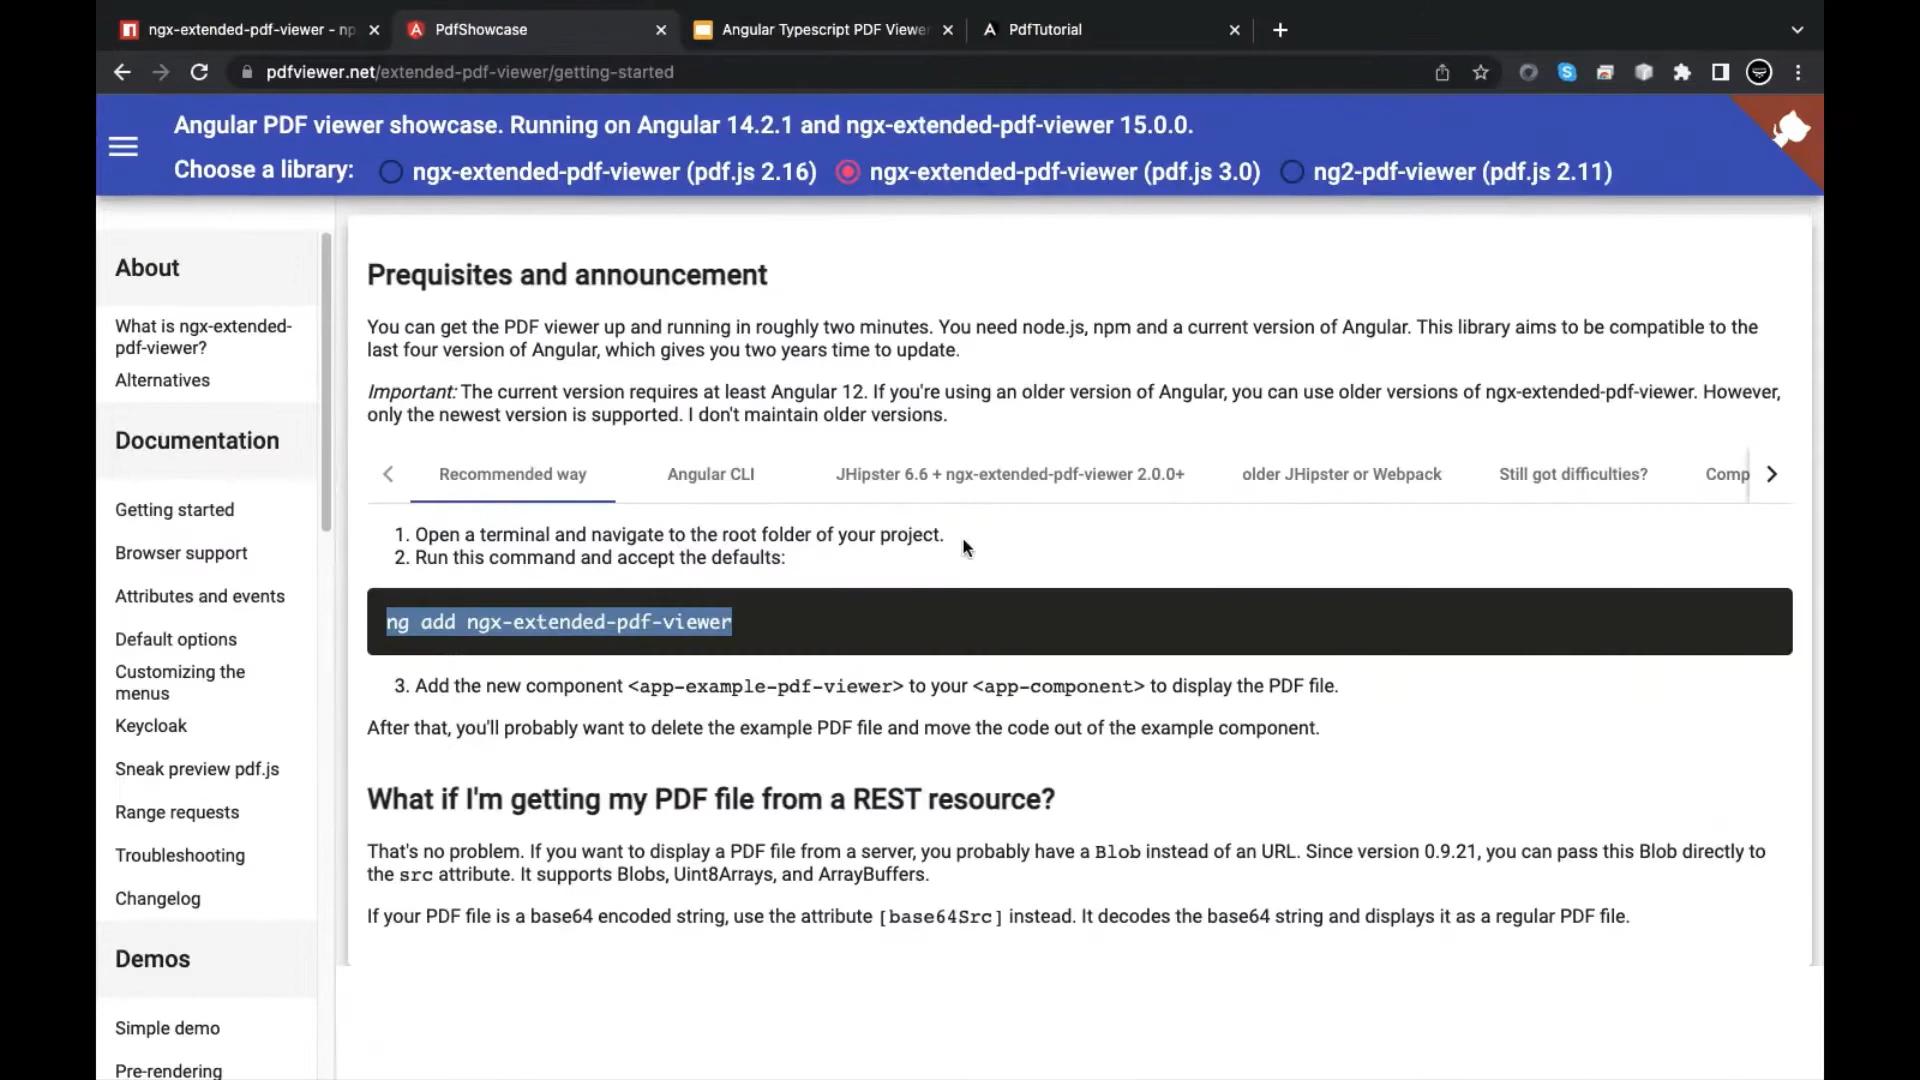 ngx-extended-pdf-viewer - np
PdfShowcase
Angular Typescript PDF Viewer
PdfTutorial
pdfviewer.net/extended-pdf-viewer/getting-started
Angular PDF viewer showcase. Running on Angular 14.2.1 and ngx-extended-pdf-viewer 15.0.0.
Choose a library: ngx-extended-pdf-viewer (pdf.js 2.16) ngx-extended-pdf-viewer (pdf.js 3.0) ng2-pdf-viewer (pdf.js 2.11)
About
What is ngx-extended-
pdf-viewer?
Alternatives
Documentation
Getting started
Browser support
Attributes and events
Default options
Customizing the
menus
Keycloak
Sneak preview pdf.js
Range requests
Troubleshooting
Changelog
Demos
Simple demo
Pre-rendering
Prequisites and announcement
You can get the PDF viewer up and running in roughly two minutes. You need node.js, npm and a current version of Angular. This library aims to be compatible to the
last four version of Angular, which gives you two years time to update.
Important: The current version requires at least Angular 12. If you're using an older version of Angular, you can use older versions of ngx-extended-pdf-viewer. However,
only the newest version is supported. I don't maintain older versions.
Recommended way Angular CLI JHipster 6.6 + ngx-extended-pdf-viewer 2.0.0+ older JHipster or Webpack Still got difficulties? Comp
1. Open a terminal and navigate to the root folder of your project.
2. Run this command and accept the defaults:
ng add ngx-extended-pdf-viewer
3. Add the new component <app-example-pdf-viewer> to your <app-component> to display the PDF file.
After that, you'll probably want to delete the example PDF file and move the code out of the example component.
What if I'm getting my PDF file from a REST resource?
That's no problem. If you want to display a PDF file from a server, you probably have a Blob instead of an URL. Since version 0.9.21, you can pass this Blob directly to
the src attribute. It supports Blobs, Uint8Arrays, and ArrayBuffers.
If your PDF file is a base64 encoded string, use the attribute [base64Src] instead. It decodes the base64 string and displays it as a regular PDF file.